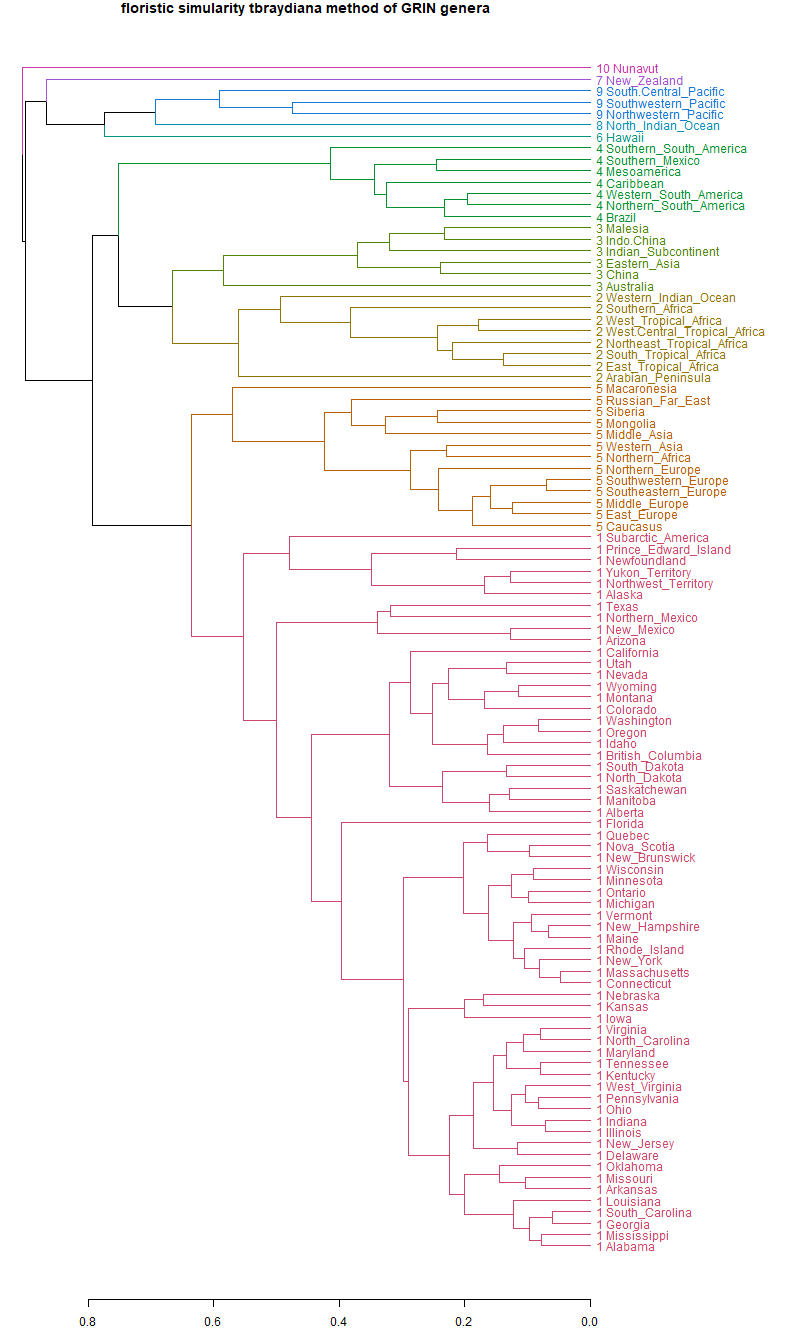 floristic simularity tbraydiana method of GRIN genera
10 Nunavut
7 New_Zealand
9 South.Central_Pacific
9 Southwestern_Pacific
9 Northwestern_Pacific
8 North_Indian_Ocean
6 Hawaii
4 Southern_South_America
4 Southern_Mexico
4 Mesoamerica
4 Caribbean
4 Western_South_America
4 Northern_South_America
4 Brazil
3 Malesia
3 Indo.China
3 Indian_Subcontinent
3 Eastern_Asia
3 China
3 Australia
2 Western_Indian_Ocean
2 Southern_Africa
2 West_Tropical_Africa
2 West.Central_Tropical_Africa
2 Northeast_Tropical_Africa
2 South_Tropical_Africa
2 East_Tropical_Africa
2 Arabian_Peninsula
5 Macaronesia
5 Russian_Far_East
5 Siberia
5 Mongolia
5 Middle_Asia
5 Western_Asia
5 Northern_Africa
5 Northern_Europe
5 Southwestern_Europe
5 Southeastern_Europe
5 Middle_Europe
5 East_Europe
5 Caucasus
1 Subarctic_America
1 Prince_Edward_Island
1 Newfoundland
1 Yukon_Territory
1 Northwest_Territory
1 Alaska
1 Texas
1 Northern_Mexico
1 New_Mexico
1 Arizona
1 California
1 Utah
1 Nevada
1 Wyoming
1 Montana
1 Colorado
1 Washington
1 Oregon
1 Idaho
1 British_Columbia
1 South_Dakota
1 North_Dakota
1 Saskatchewan
1 Manitoba
1 Alberta
1 Florida
1 Quebec
1 Nova_Scotia
1 New_Brunswick
1 Wisconsin
1 Minnesota
1 Ontario
1 Michigan
1 Vermont
1 New_Hampshire
1 Maine
1 Rhode_Island
1 New_York
1 Massachusetts
1 Connecticut
1 Nebraska
1 Kansas
1 Iowa
1 Virginia
1 North_Carolina
1 Maryland
1 Tennessee
1 Kentucky
1 West_Virginia
1 Pennsylvania
1 Ohio
1 Indiana
1 Illinois
1 New_Jersey
1 Delaware
1 Oklahoma
1 Missouri
1 Arkansas
1 Louisiana
1 South_Carolina
1 Georgia
1 Mississippi
1 Alabama
0.8 0.6 0.4 0.2 0.0